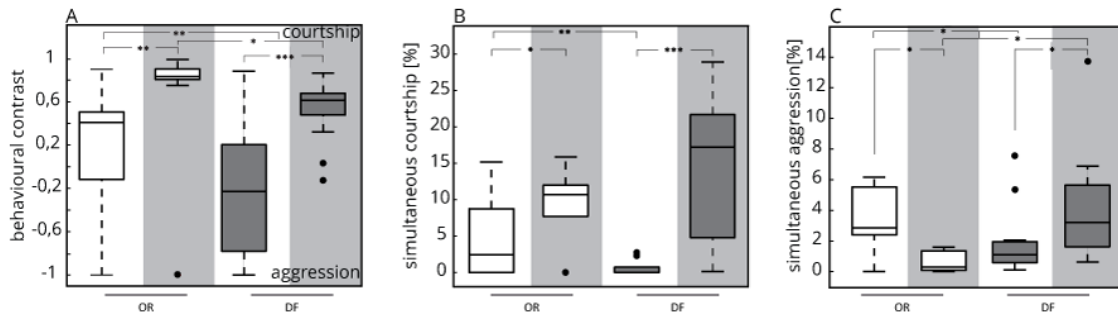 A
behavioural contrast
1
0,6
0,2
-0,2
-0,6
-1
** courtship
** *
***
aggression
OR DF
B
simultaneous courtship [%]
30
25
20
15
10
5
0
**
* ***
OR DF
C
simultaneous aggression[%]
14
12
10
8
6
4
2
0
*
* * *
OR DF